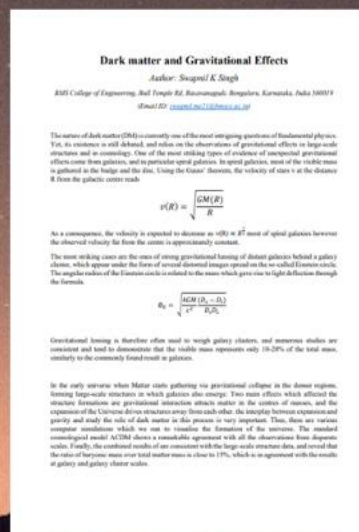 Dark matter and Gravitational Effects
Author: Swapnil K Singh
BMS College of Engineering, Bull Temple Rd, Basavanagudi, Bengaluru, Karnataka, India 560019
(Email ID:
The nature of dark matter (DM) is currently one of the most intriguing questions of fundamental physics.
Yet, its existence is still debated, and relies on the observations of gravitational effects in large-scale
structures and in cosmology. One of the most striking types of evidence of unexpected gravitational
effects come from galaxies, and in particular spiral galaxies. In spiral galaxies, most of the visible mass
is gathered in the bulge and the disc. Using the Gauss' theorem, the velocity of stars v at the distance
R from the galactic centre reads
v(R) = √(GM(R)/R)
As a consequence, the velocity is expected to decrease as v(R) ∝ most of spiral galaxies however
the observed velocity far from the centre is approximately constant.
The most striking cases are the ones of strong gravitational lensing of distant galaxies behind a galaxy
cluster, which appear under the form of several distorted images spread on the so-called Einstein circle.
The angular radius of the Einstein circle is related to the mass which gave rise to light deflection through
the formula.
Gravitational lensing is therefore often used to weigh galaxy clusters, and numerous studies are
consistent and tend to demonstrate that the visible mass represents only 10-20% of the total mass,
similarly to the commonly found result in galaxies.
In the early universe when Matter starts gathering via gravitational collapse in the denser regions,
forming large-scale structures in which galaxies also emerge. Two main effects which affected the
structure formations are gravitational interaction attracts matter in the centres of masses, and the
expansion of the Universe drives structures away from each other. the interplay between expansion and
gravity and study the role of dark matter in this process is very important. Thus, there are various
computer simulations which we run to visualise the formation of the universe. The standard
cosmological model ΛCDM shows a remarkable agreement with all the observations from disparate
scales. Finally, the combined results of are consistent with the large-scale structure data, and reveal that
the ratio of baryonic mass over total matter mass is close to 15%, which is in agreement with the results
at galaxy and galaxy cluster scales.